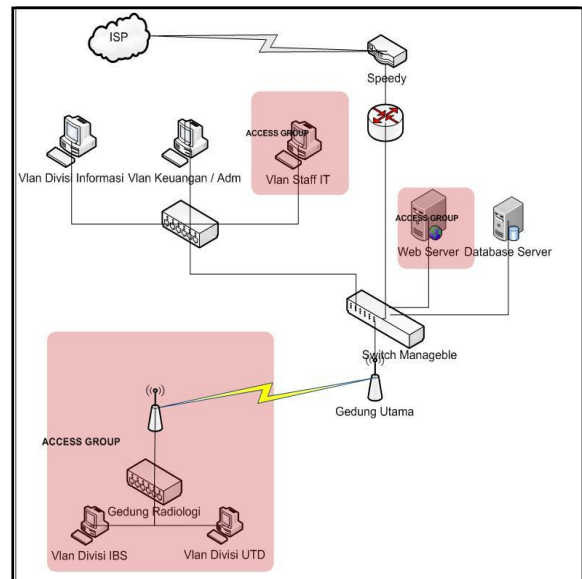 ISP
Speedy
ACCESS GROUP
Vlan Divisi Informasi
Vlan Keuangan / Adm
Vlan Staff IT
ACCESS GROUP
Web Server
Database Server
Switch Manageble
Gedung Utama
ACCESS GROUP
Gedung Radiologi
Vlan Divisi IBS
Vlan Divisi UTD